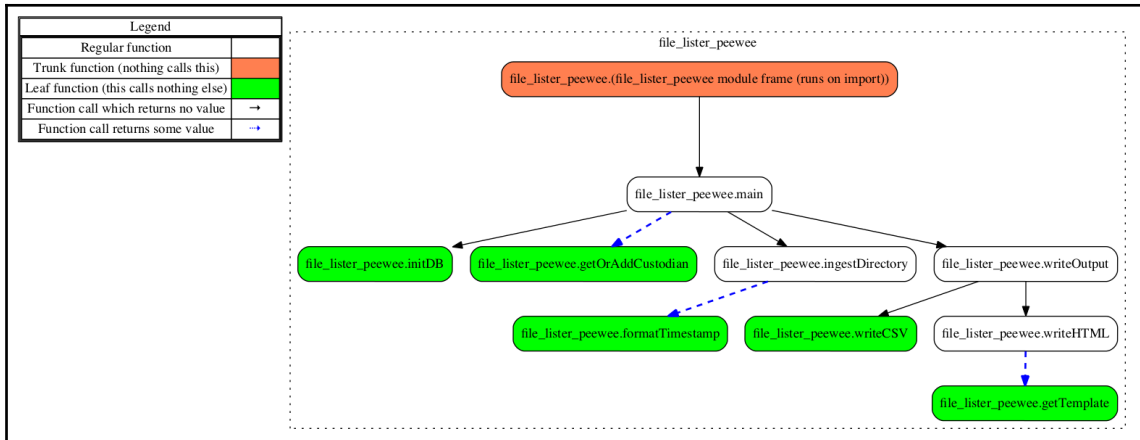 Legend
Regular function
Trunk function (nothing calls this)
Leaf function (this calls nothing else)
Function call which returns no value →
Function call returns some value ⇢
file_lister_peewee
file_lister_peewee.(file_lister_peewee module frame (runs on import))
file_lister_peewee.main
file_lister_peewee.initDB
file_lister_peewee.getOrAddCustodian
file_lister_peewee.ingestDirectory
file_lister_peewee.writeOutput
file_lister_peewee.formatTimestamp
file_lister_peewee.writeCSV
file_lister_peewee.writeHTML
file_lister_peewee.getTemplate